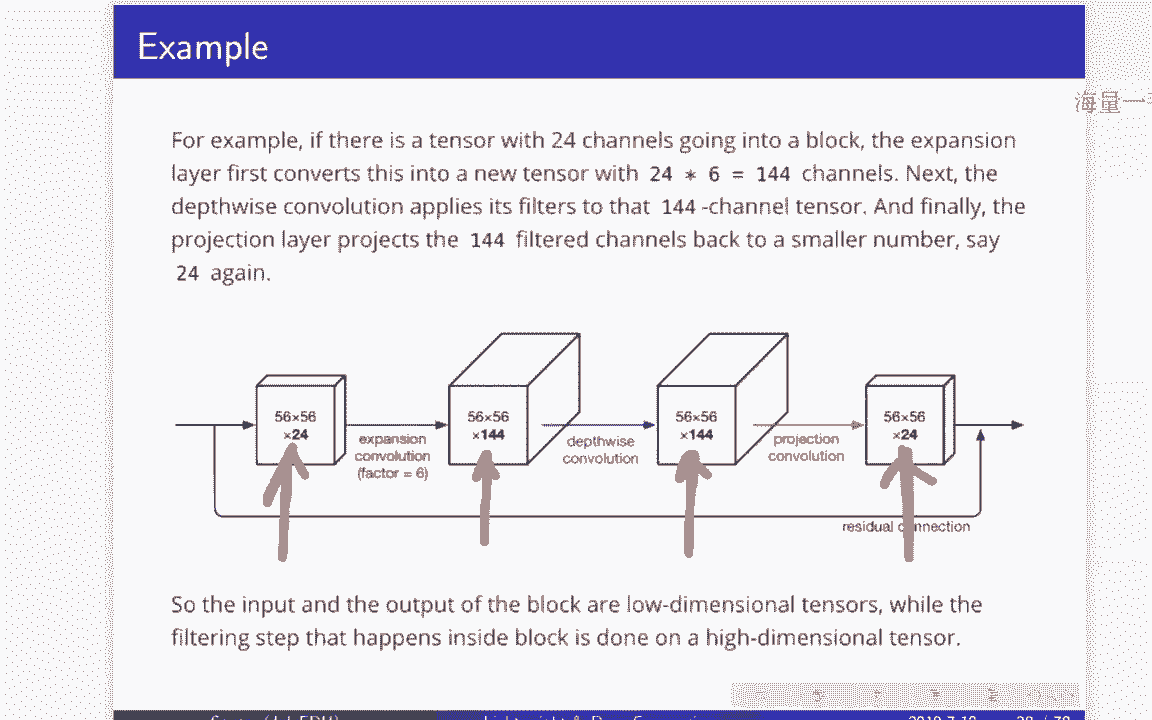 Example
海量一手
For example, if there is a tensor with 24 channels going into a block, the expansion
layer first converts this into a new tensor with 24 * 6 = 144 channels. Next, the
depthwise convolution applies its filters to that 144 -channel tensor. And finally, the
projection layer projects the 144 filtered channels back to a smaller number, say
24 again.
56×56
×24
expansion
convolution
(factor = 6)
56×56
×144
depthwise
convolution
56×56
×144
projection
convolution
56×56
×24
residual connection
So the input and the output of the block are low-dimensional tensors, while the
filtering step that happens inside block is done on a high-dimensional tensor.